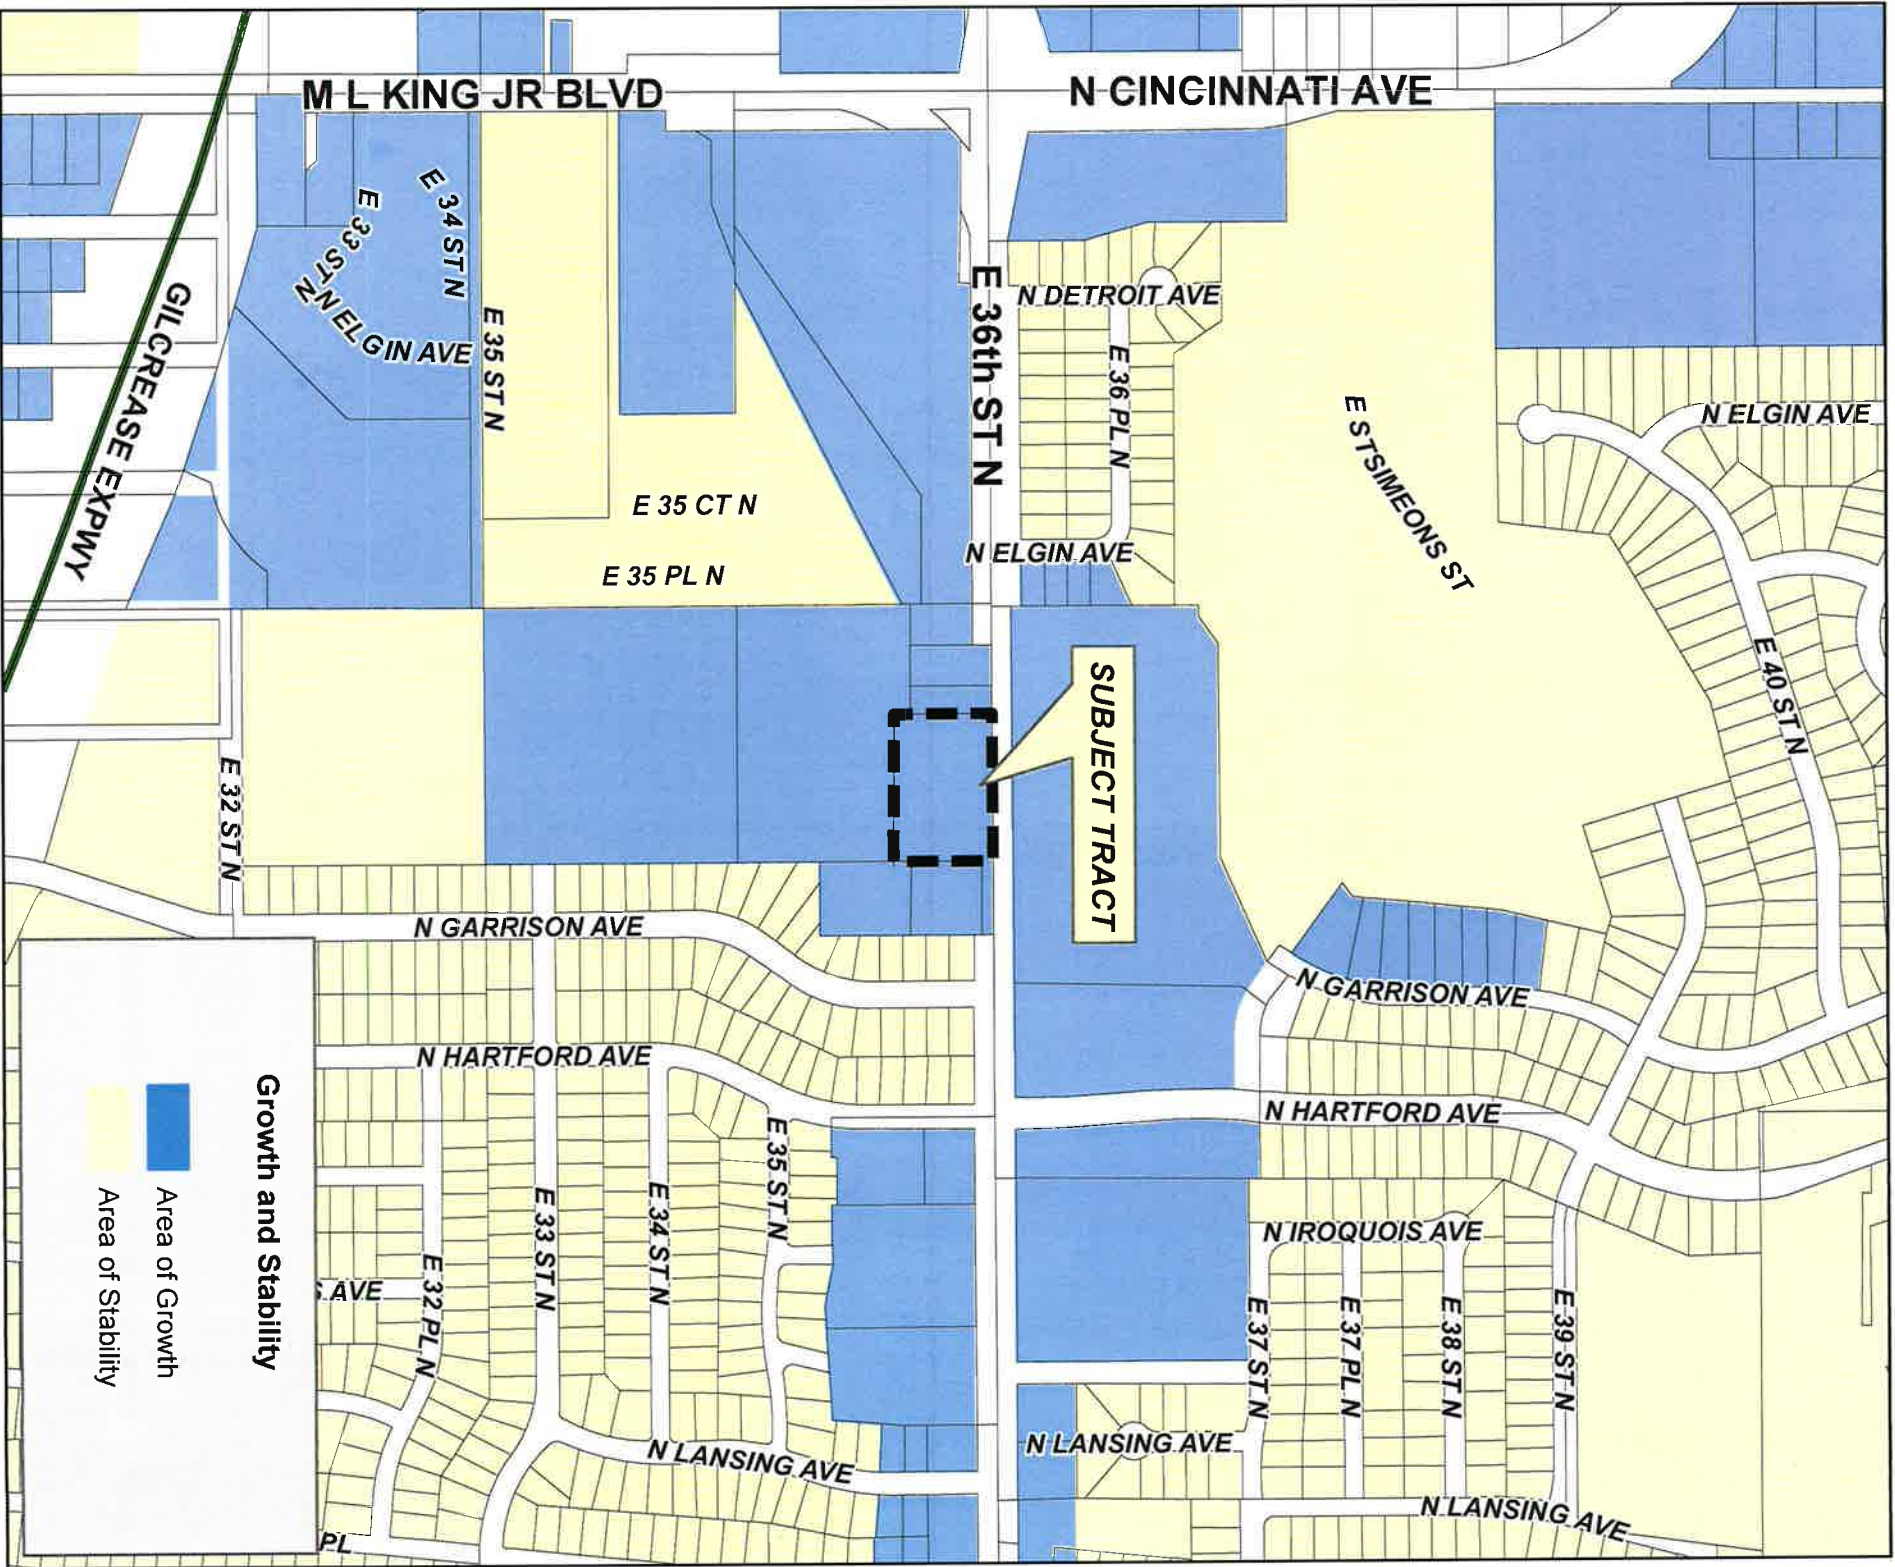 M L KING JR BLVD
N CINCINNATI AVE
E 34 ST N
E 33 ST N
N ELGIN AVE
E 35 ST N
GILCREASE EXPWY
E 36th ST N
N DETROIT AVE
E 36 PL N
E STSIMEONS ST
N ELGIN AVE
E 35 CT N
N ELGIN AVE
E 35 PL N
E 40 ST N
SUBJECT TRACT
E 32 ST N
N GARRISON AVE
N GARRISON AVE
N HARTFORD AVE
N HARTFORD AVE
E 35 ST N
E 33 ST N
E 34 ST N
N IROQUOIS AVE
E 32 PL N
S AVE
E 37 ST N
E 37 PL N
E 38 ST N
E 39 ST N
N LANSING AVE
N LANSING AVE
N LANSING AVE
PL
Growth and Stability
Area of Growth
Area of Stability